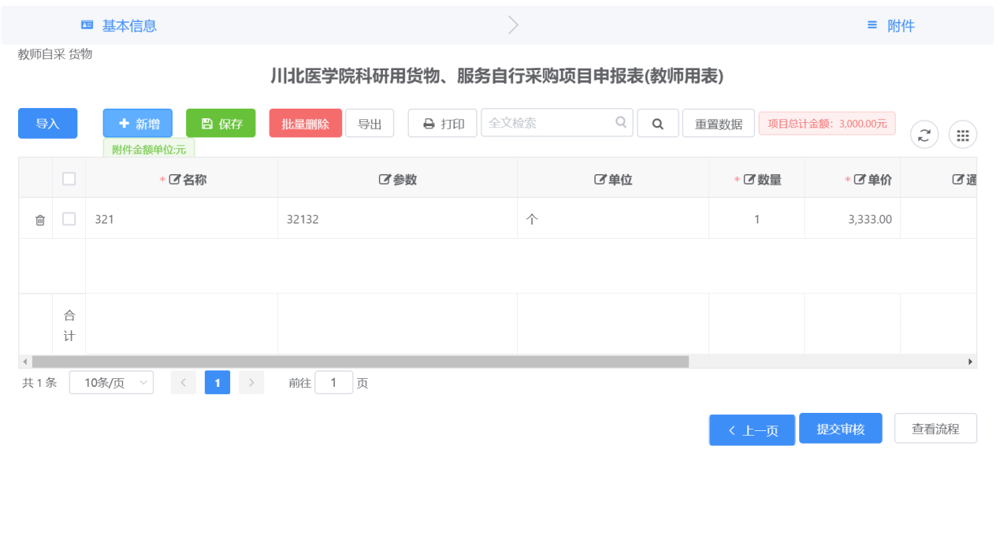 基本信息
附件
教师自采 货物
川北医学院科研用货物、服务自行采购项目申报表(教师用表)
导入 新增 保存 批量删除 导出 打印 全文检索 重置数据 项目总计金额：3,000.00元
附件金额单位:元
* 名称 参数 单位 * 数量 * 单价 通
321 32132 个 1 3,333.00
合
计
共 1 条 10条/页 1 前往 1 页
上一页 提交审核 查看流程